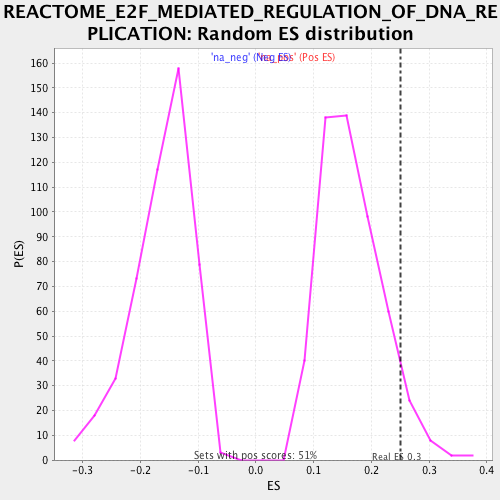 REACTOME_E2F_MEDIATED_REGULATION_OF_DNA_RE
PLICATION: Random ES distribution
'na_neg' (Neg ES)
'na_pos' (Pos ES)
160
150
140
130
120
110
100
90
80
70
60
50
40
30
20
10
0
P(ES)
Sets with pos scores: 51%
Real ES 0.3
-0.3 -0.2 -0.1 0.0 0.1 0.2 0.3 0.4
ES